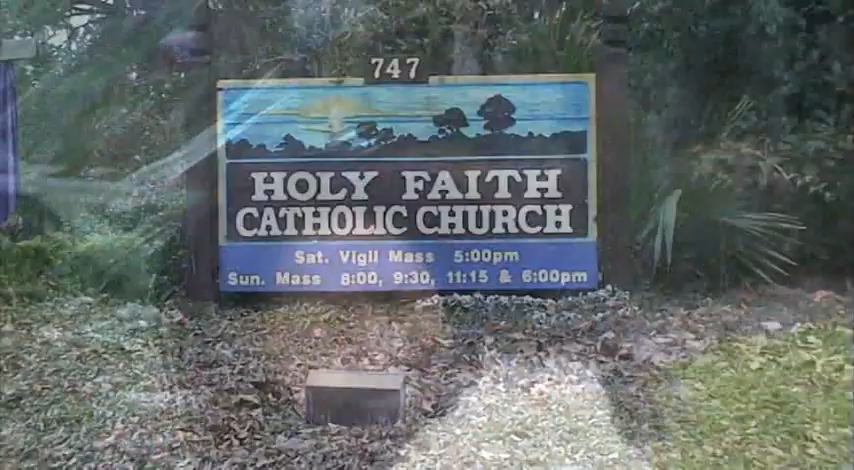 747
HOLY FAITH
CATHOLIC CHURCH
Sat. Vigil Mass 5:00pm
Sun. Mass 8:00, 9:30, 11:15 & 6:00pm